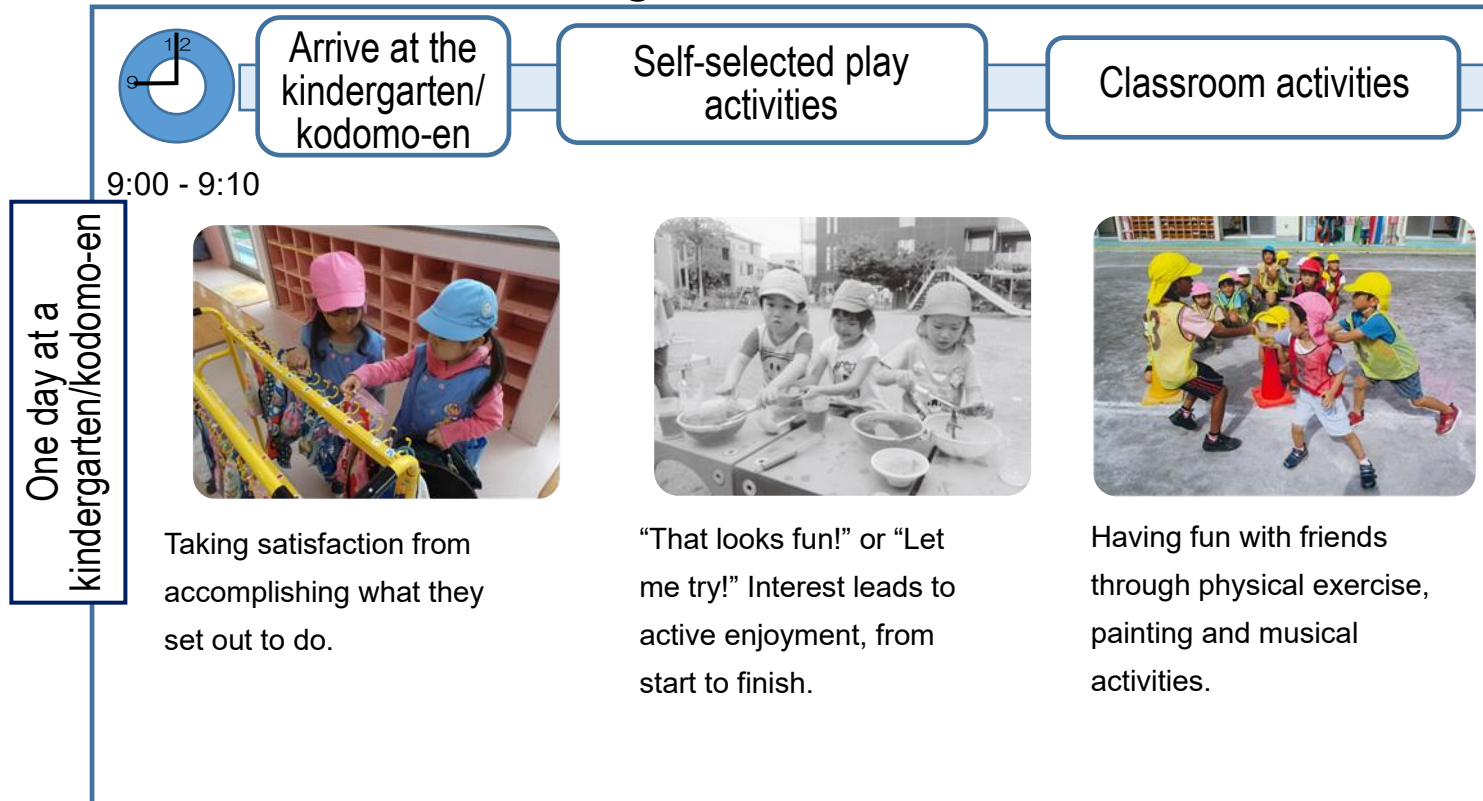 12
9
Arrive at the
kindergarten/
kodomo-en
Self-selected play
activities
Classroom activities
9:00 - 9:10
One day at a
kindergarten/kodomo-en
Taking satisfaction from
accomplishing what they
set out to do.
“That looks fun!” or “Let
me try!” Interest leads to
active enjoyment, from
start to finish.
Having fun with friends
through physical exercise,
painting and musical
activities.